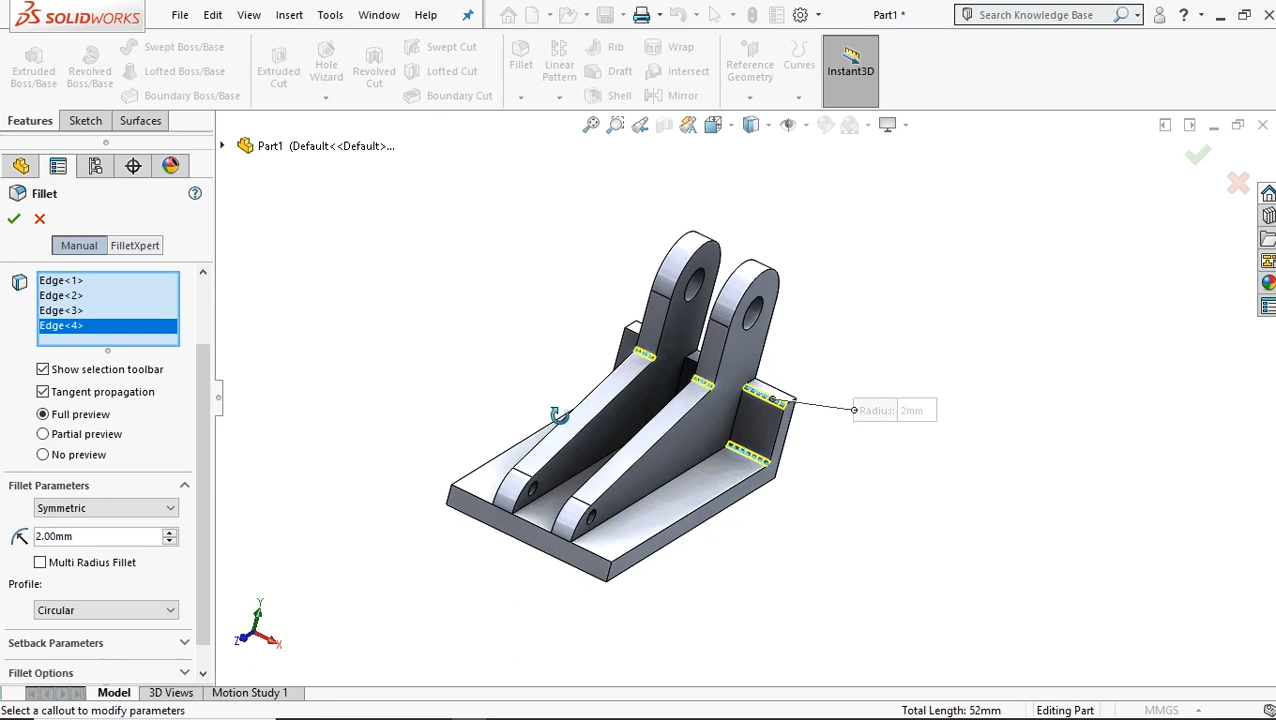 SOLIDWORKS
File Edit View Insert Tools Window Help
Part1 *
Search Knowledge Base
?
Extruded Boss/Base
Revolved Boss/Base
Swept Boss/Base
Lofted Boss/Base
Boundary Boss/Base
Extruded Cut
Hole Wizard
Revolved Cut
Swept Cut
Lofted Cut
Boundary Cut
Fillet
Linear Pattern
Rib
Draft
Shell
Wrap
Intersect
Mirror
Reference Geometry
Curves
Instant3D
Features Sketch Surfaces
Part1 (Default<<Default>...
Fillet
?
Manual FilletXpert
Edge<1>
Edge<2>
Edge<3>
Edge<4>
Show selection toolbar
Tangent propagation
Full preview
Partial preview
No preview
Fillet Parameters
Symmetric
2.00mm
Multi Radius Fillet
Profile:
Circular
Setback Parameters
Fillet Options
Radius: 2mm
Y
Z
X
Model 3D Views Motion Study 1
Select a callout to modify parameters
Total Length: 52mm
Editing Part
MMGS